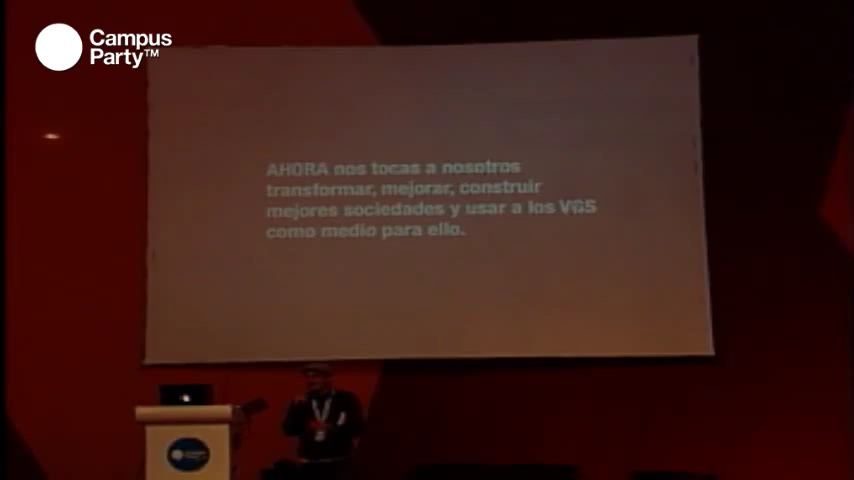 Campus
Party™
AHORA nos tocas a nosotros
transformar, mejorar, construir
mejores sociedades y usar a los VGS
como medio para ello.